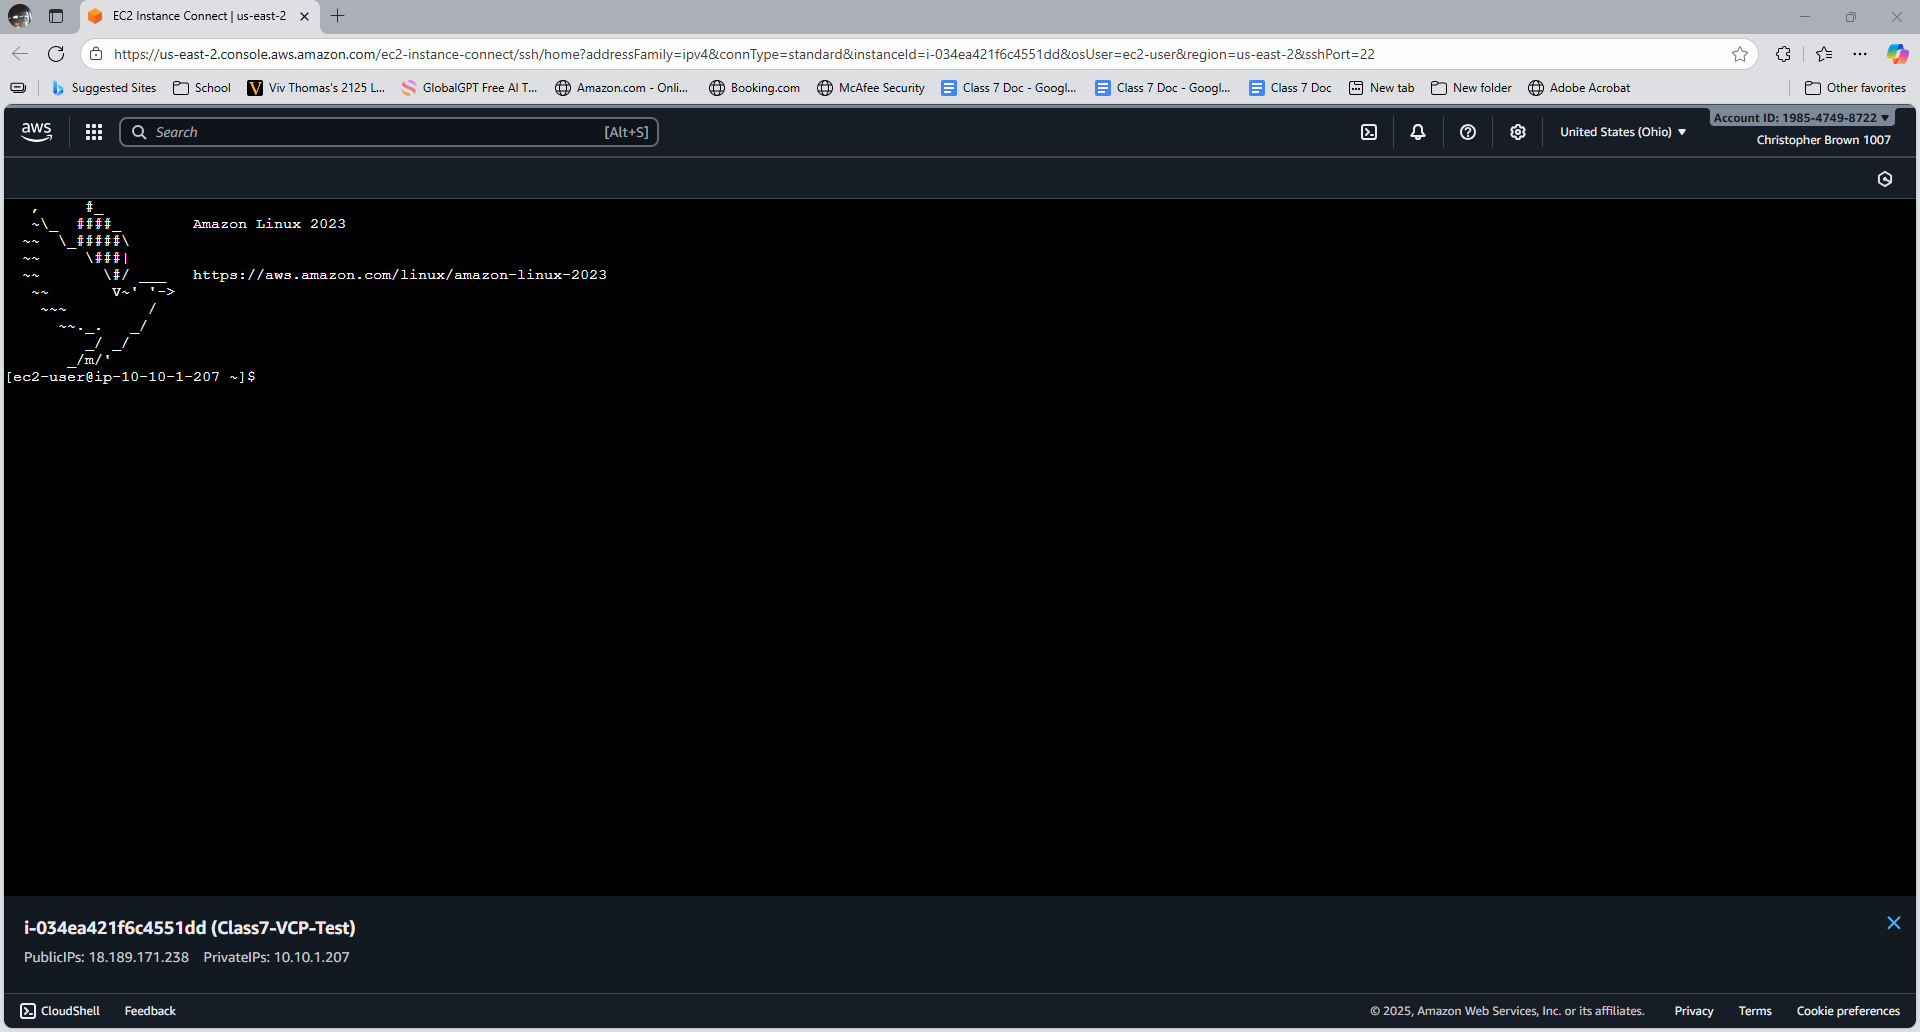 EC2 Instance Connect | us-east-2
https://us-east-2.console.aws.amazon.com/ec2-instance-connect/ssh/home?addressFamily=ipv4&connType=standard&instanceId=i-034ea421f6c4551dd&osUser=ec2-user&region=us-east-2&sshPort=22
Suggested Sites School Viv Thomas's 2125 L... GlobalGPT Free AI T... Amazon.com - Onli... Booking.com McAfee Security Class 7 Doc - Googl... Class 7 Doc - Googl... Class 7 Doc New tab New folder Adobe Acrobat Other favorites
aws Search [Alt+S] United States (Ohio) Account ID: 1985-4749-8722
Christopher Brown 1007
   ,     #_
   ~\_  ####_        Amazon Linux 2023
  ~~  \_#####\
  ~~     \###|
  ~~       \#/ ___   https://aws.amazon.com/linux/amazon-linux-2023
   ~~       V~' '->
    ~~~         /
      ~~._.   _/
         _/ _/
       _/m/'
[ec2-user@ip-10-10-1-207 ~]$
i-034ea421f6c4551dd (Class7-VCP-Test)
PublicIPs: 18.189.171.238 PrivateIPs: 10.10.1.207
CloudShell Feedback © 2025, Amazon Web Services, Inc. or its affiliates. Privacy Terms Cookie preferences